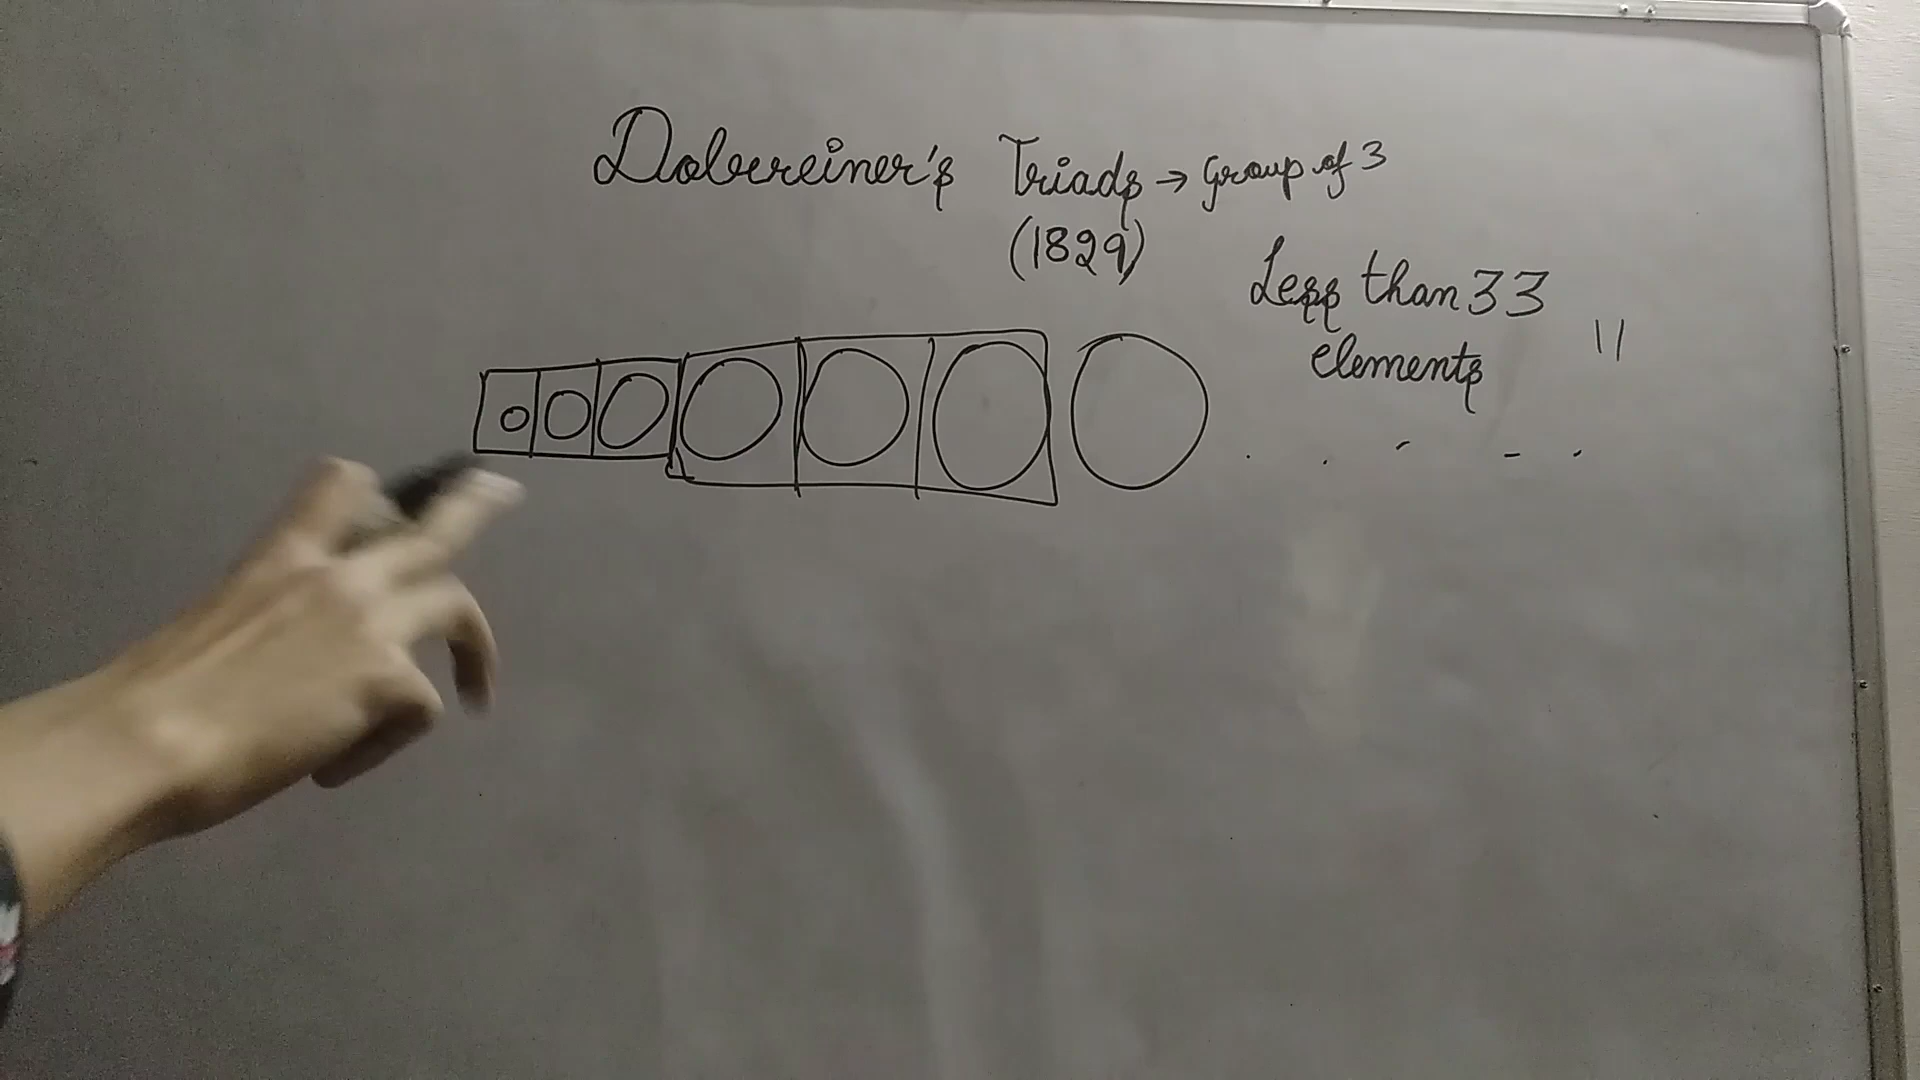 Dobereiner's Triads → Group of 3
(1829)
Less than 33
elements